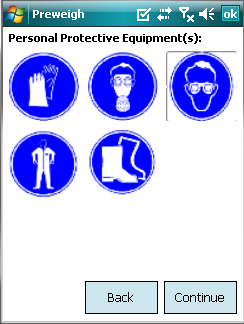 Preweigh
ok
Personal Protective Equipment(s):
Back
Continue